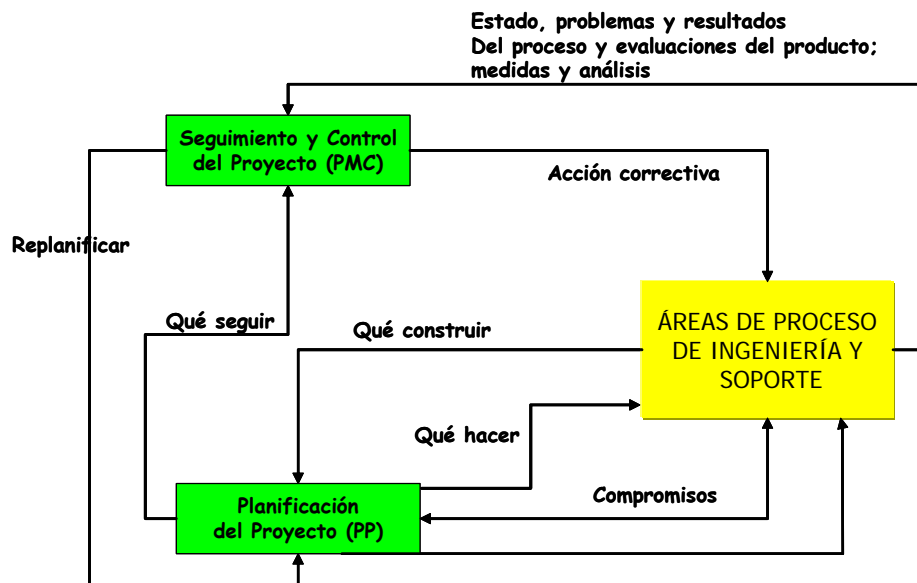 Estado, problemas y resultados
Del proceso y evaluaciones del producto;
medidas y análisis
Seguimiento y Control
del Proyecto (PMC)
Acción correctiva
Replanificar
Qué seguir
Qué construir
ÁREAS DE PROCESO
DE INGENIERÍA Y
SOPORTE
Qué hacer
Planificación
del Proyecto (PP)
Compromisos